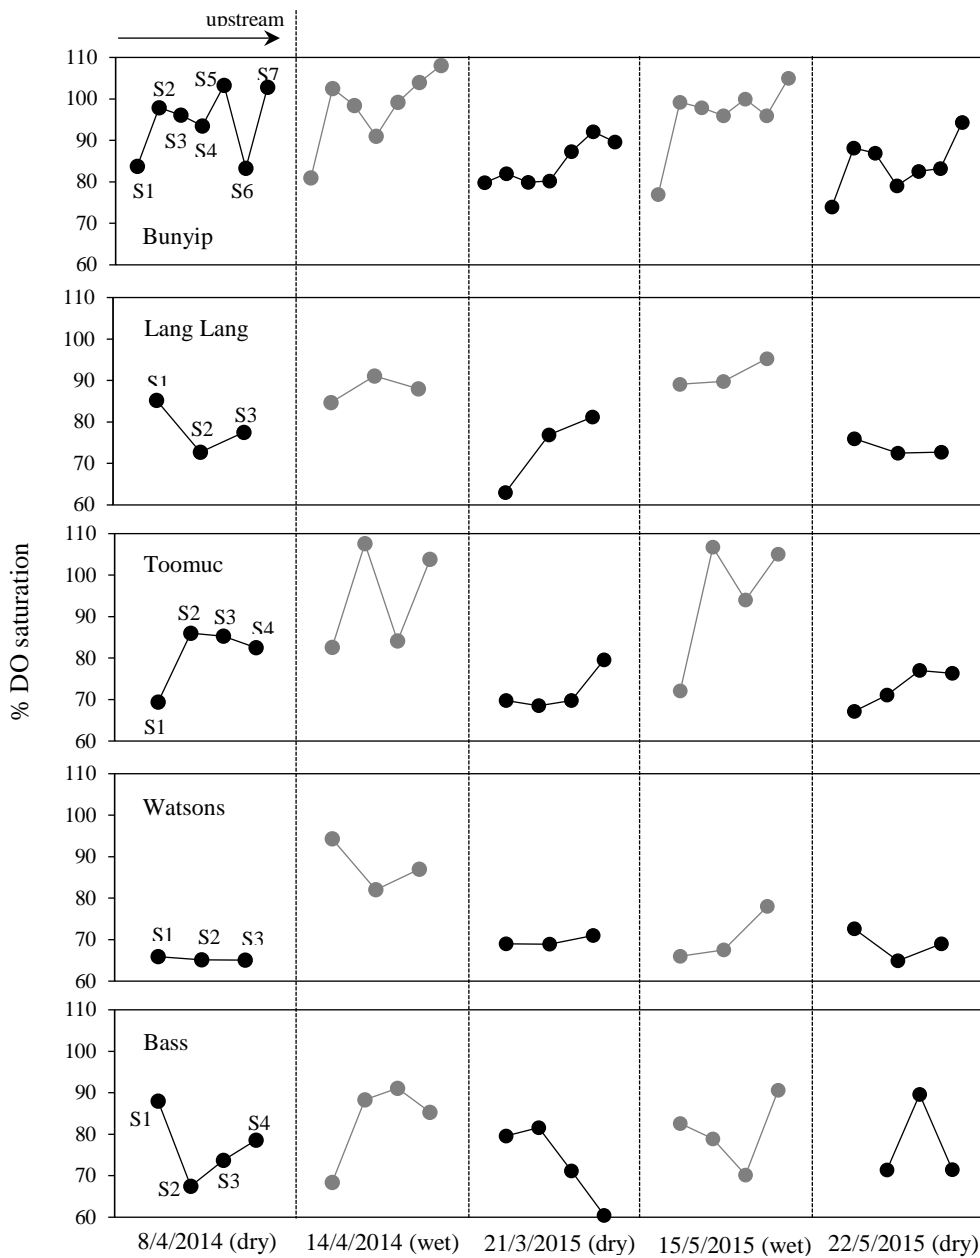 upstream
110
100
90
80
70
60
S1
S2
S3
S4
S5
S6
S7
Bunyip
110
100
90
80
70
60
Lang Lang
S1
S2
S3
110
100
90
80
70
60
Toomuc
S1
S2
S3
S4
110
100
90
80
70
60
Watsons
S1
S2
S3
110
100
90
80
70
60
Bass
S1
S2
S3
S4
% DO saturation
8/4/2014 (dry) 14/4/2014 (wet) 21/3/2015 (dry) 15/5/2015 (wet) 22/5/2015 (dry)